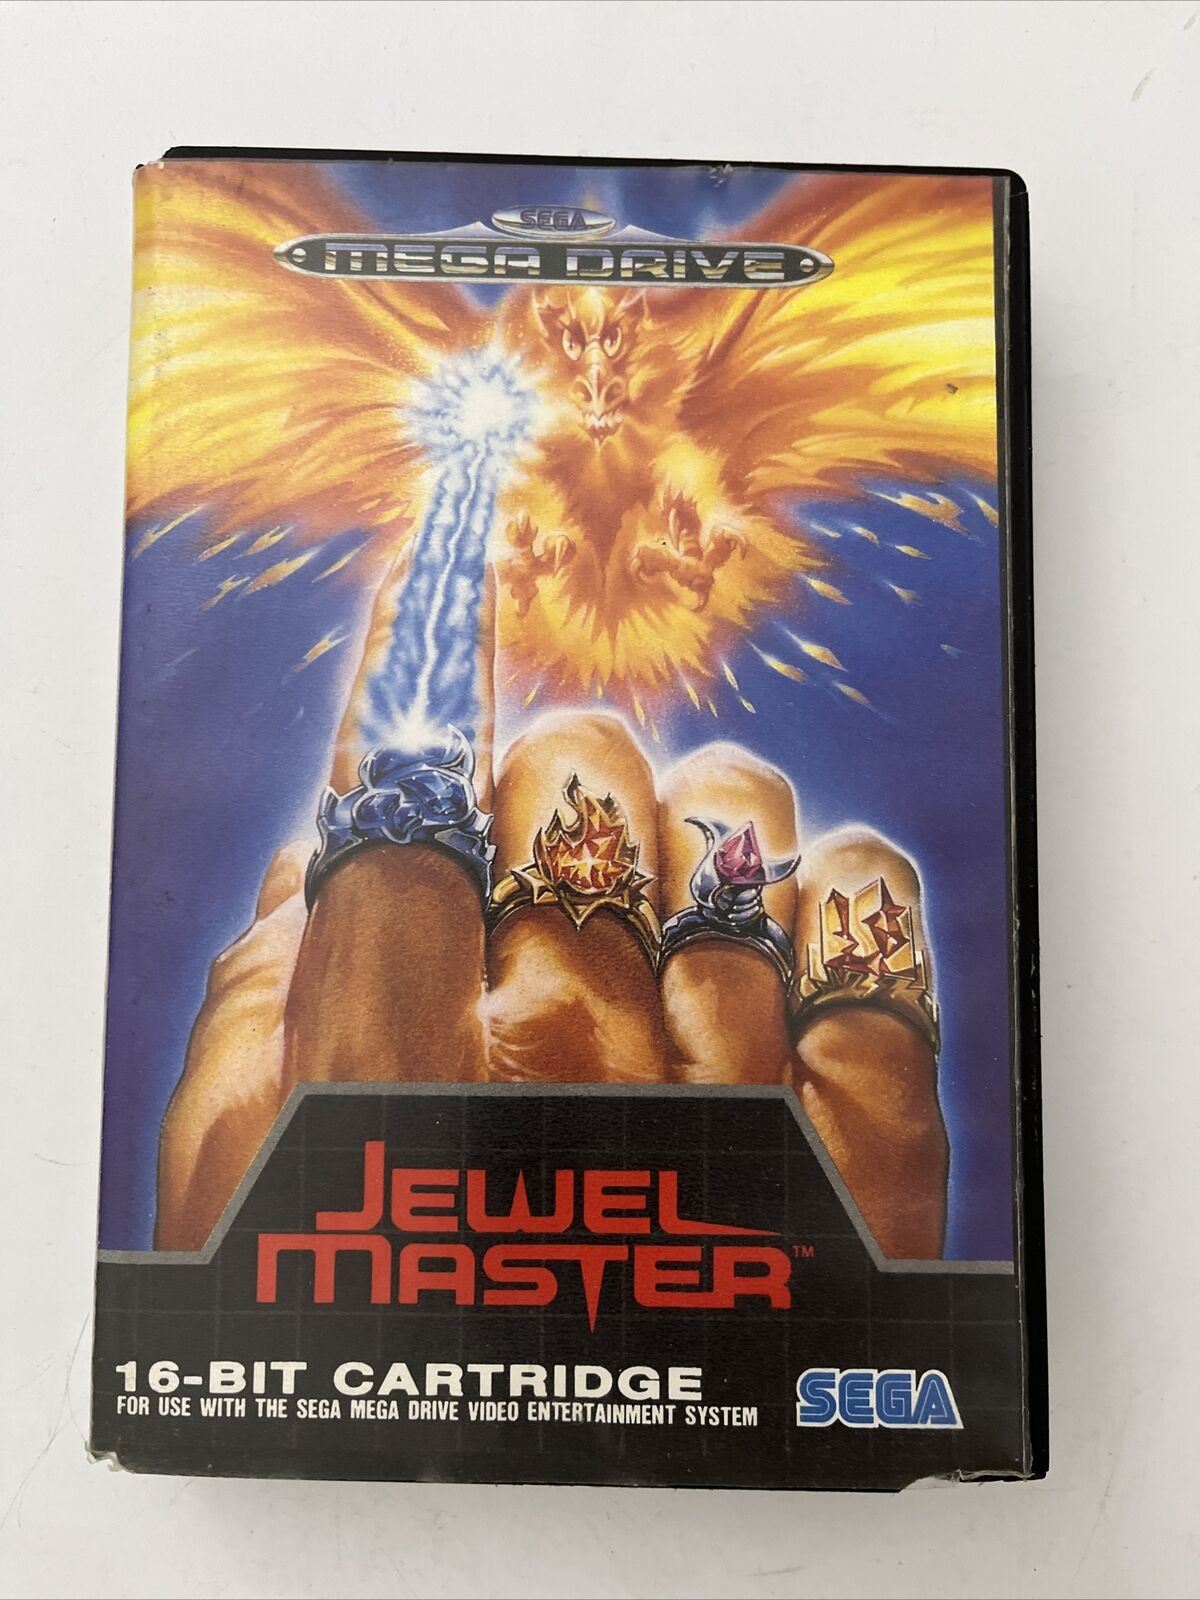 SEGA
MEGA DRIVE
JEWEL
MASTER™
16-BIT CARTRIDGE
FOR USE WITH THE SEGA MEGA DRIVE VIDEO ENTERTAINMENT SYSTEM
SEGA